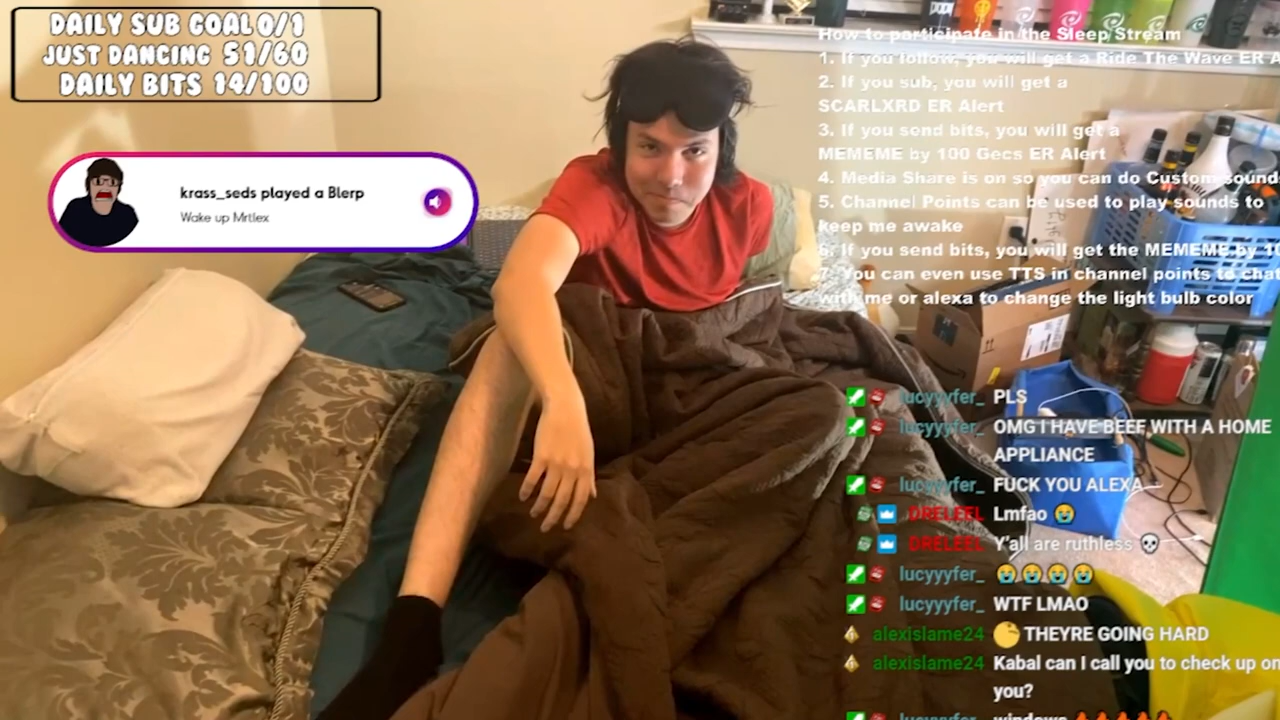 DAILY SUB GOAL 0/1
JUST DANCING 51/60
DAILY BITS 14/100
krass_seds played a Blerp
Wake up Mrtlex
How to participate in the Sleep Stream
1. If you follow, you will get a Ride The Wave ER A
2. If you sub, you will get a
SCARLXRD ER Alert
3. If you send bits, you will get a
MEMEME by 100 Gecs ER Alert
4. Media Share is on so you can do Custom sound
5. Channel Points can be used to play sounds to
keep me awake
6. If you send bits, you will get the MEMEME by 10
7. You can even use TTS in channel points to chat
with me or alexa to change the light bulb color
lucyyyfer_ PLS
lucyyyfer_ OMG I HAVE BEEF WITH A HOME
APPLIANCE
lucyyyfer_ FUCK YOU ALEXA
DRELEEL Lmfao 😭
DRELEEL Y'all are ruthless 💀
lucyyyfer_ 😭😭😭😭
lucyyyfer_ WTF LMAO
alexislame24 THEYRE GOING HARD
alexislame24 Kabal can I call you to check up on
you?